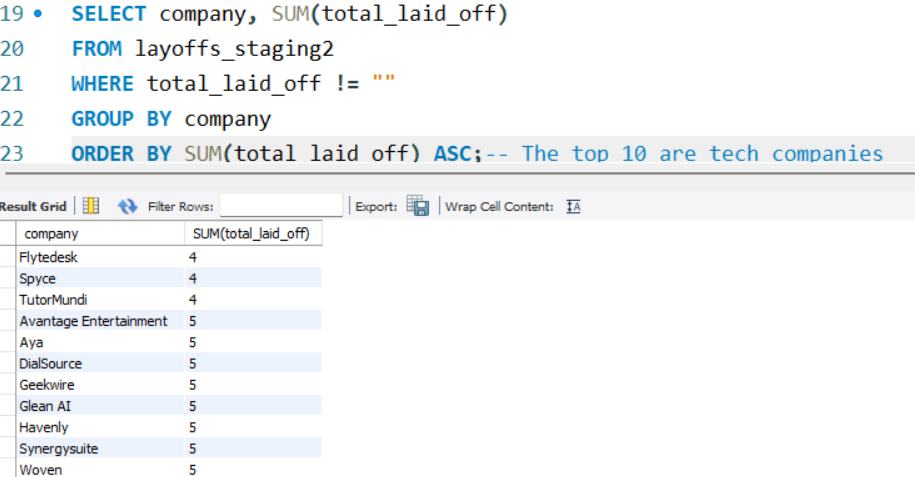 19 SELECT company, SUM(total_laid_off)
20 FROM layoffs_staging2
21 WHERE total_laid_off != ""
22 GROUP BY company
23 ORDER BY SUM(total_laid_off) ASC;-- The top 10 are tech companies
Result Grid Filter Rows: Export: Wrap Cell Content: IA
company SUM(total_laid_off)
Flytedesk 4
Spyce 4
TutorMundi 4
Avantage Entertainment 5
Aya 5
DialSource 5
Geekwire 5
Glean AI 5
Havenly 5
Synergysuite 5
Woven 5